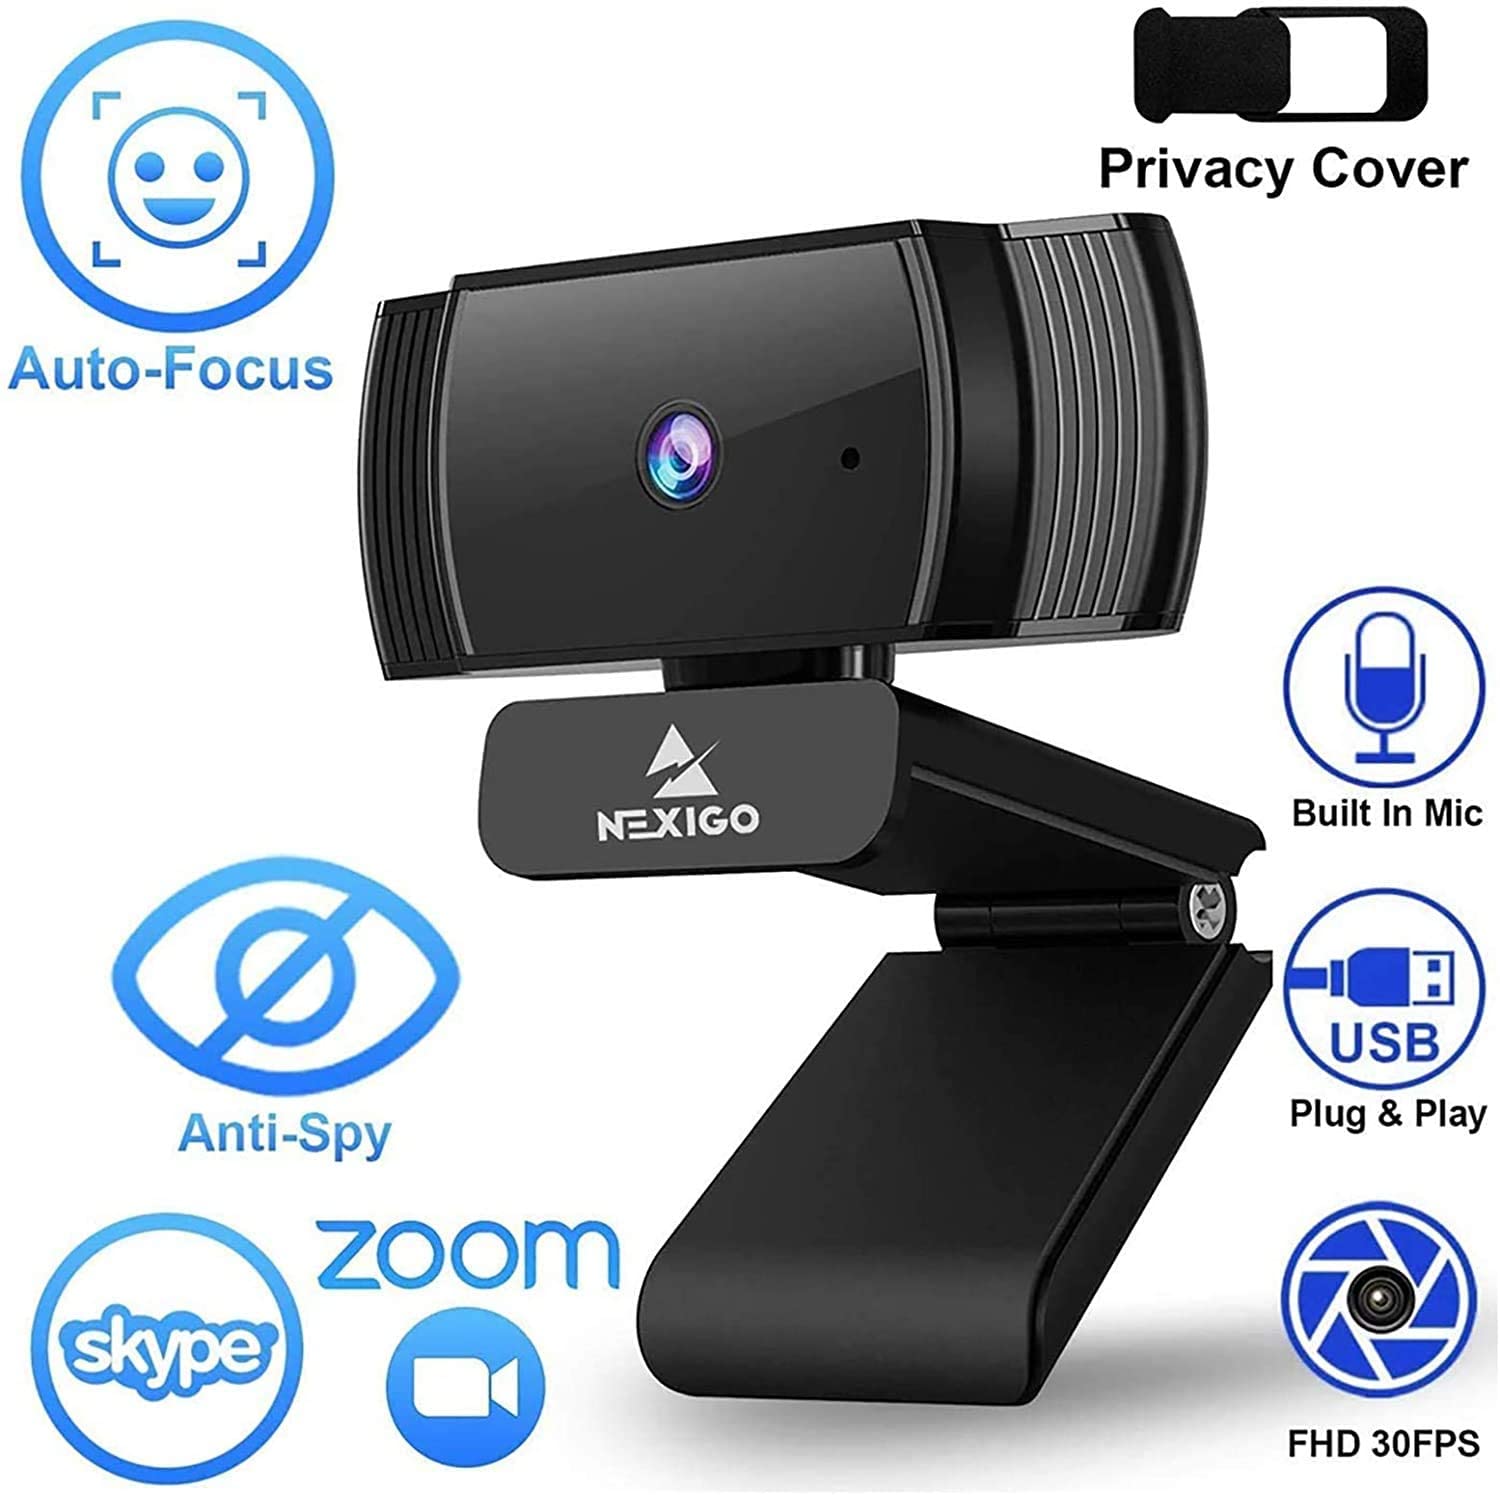 Privacy Cover
Auto-Focus
NEXIGO
Built In Mic
USB
Plug & Play
Anti-Spy
zoom
skype
FHD 30FPS